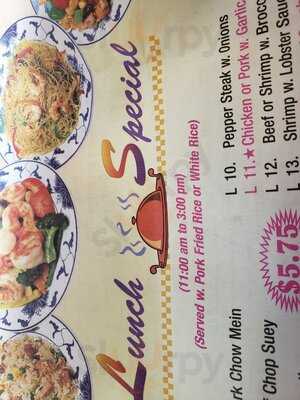 Lunch Special
(11:00 am to 3:00 pm)
(Served w. Pork Fried Rice or White Rice)
rk Chow Mein
Chop Suey
$5.75
L 10. Pepper Steak w. Onions
L 11.★ Chicken or Pork w. Garlic
L 12. Beef or Shrimp w. Brocc
L 13. Shrimp w. Lobster Sauc